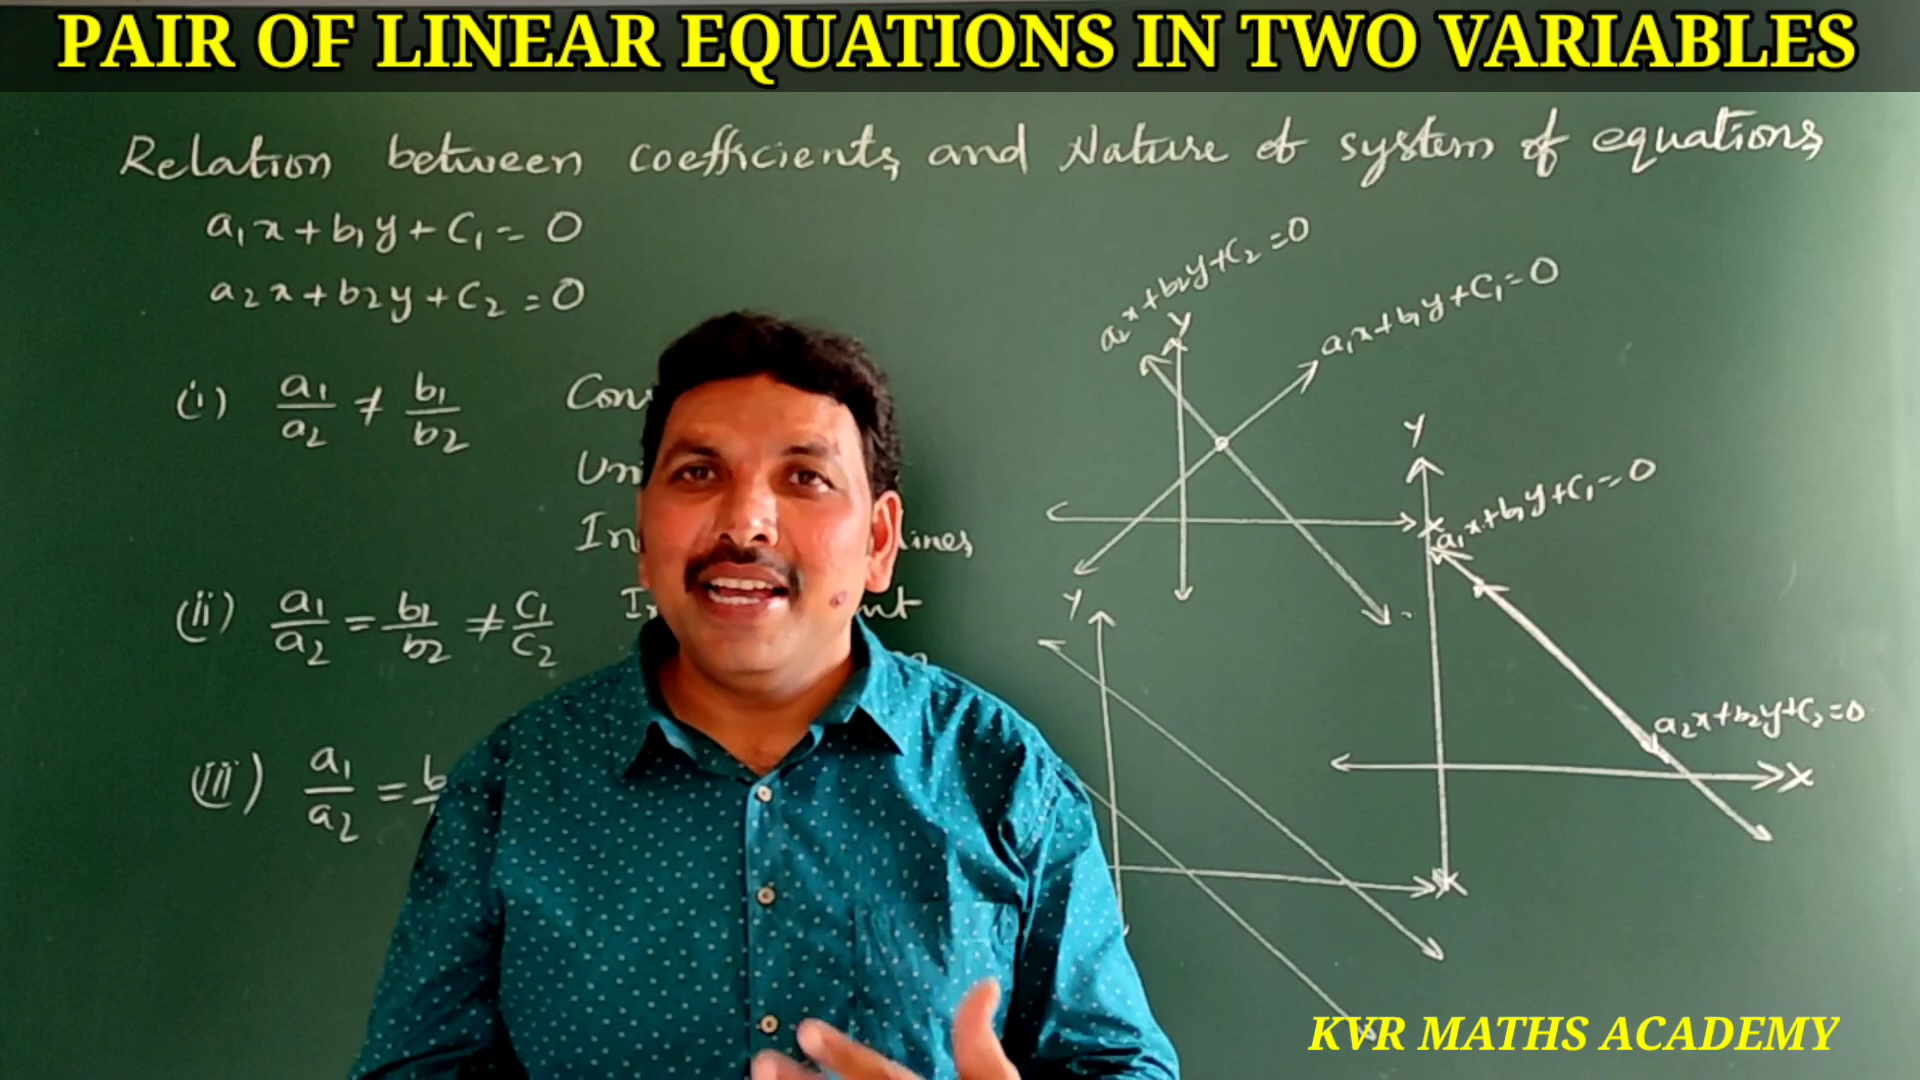 PAIR OF LINEAR EQUATIONS IN TWO VARIABLES
Relation between coefficients and Nature of system of equations
a₁x+b₁y+c₁=0
a₂x+b₂y+c₂=0
(i) a₁/a₂ ≠ b₁/b₂
lines
(ii) a₁/a₂ = b₁/b₂ ≠ c₁/c₂
(iii) a₁/a₂ =
a₂x+b₂y+c₂=0
a₁x+b₁y+c₁=0
Y
Y
X
a₁x+b₁y+c₁=0
a₂x+b₂y+c₂=0
X
Y
X
KVR MATHS ACADEMY